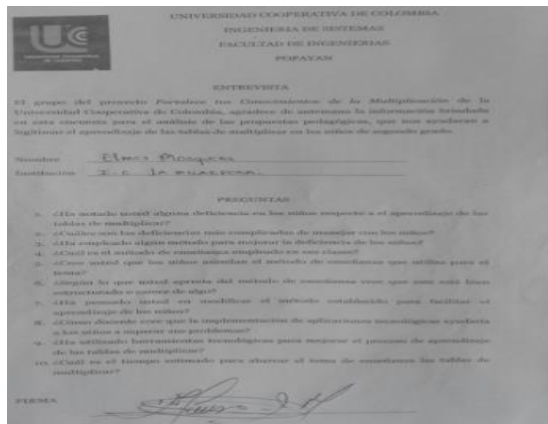 UNIVERSIDAD COOPERATIVA DE COLOMBIA
INGENIERIA DE SISTEMAS
FACULTAD DE INGENIERIAS
POPAYAN
ENTREVISTA
El grupo del proyecto Fortalece tus Conocimientos de la Multiplicación de la
Universidad Cooperativa de Colombia, agradece de antemano la información brindada
en esta encuesta para el análisis de las propuestas pedagógicas, que nos ayudaran a
legitimar el aprendizaje de las tablas de multiplicar en los niños de segundo grado.
Nombre Mosquera
Institución I.C. La
PREGUNTAS
1. ¿Ha notado usted alguna deficiencia en los niños respecto a el aprendizaje de las
tablas de multiplicar?
2. ¿Cuáles son las deficiencias más complicadas de manejar con los niños?
3. ¿Ha empleado algún método para mejorar la deficiencia de los niños?
4. ¿Cuál es el método de enseñanza empleado en sus clases?
5. ¿Cree usted que los niños asimilan el método de enseñanza que utiliza para el
tema?
6. ¿Según lo que usted aprecia del método de enseñanza cree que este está bien
estructurado o carece de algo?
7. ¿Ha pensado usted en modificar el método establecido para facilitar el
aprendizaje de los niños?
8. ¿Cómo docente cree que la implementación de aplicaciones tecnológicas ayudaría
a los niños a superar sus problemas?
9. ¿Ha utilizando herramientas tecnológicas para mejorar el proceso de aprendizaje
de las tablas de multiplicar?
10. ¿Cuál es el tiempo estimado para abarcar el tema de enseñanza las tablas de
multiplicar?
FIRMA